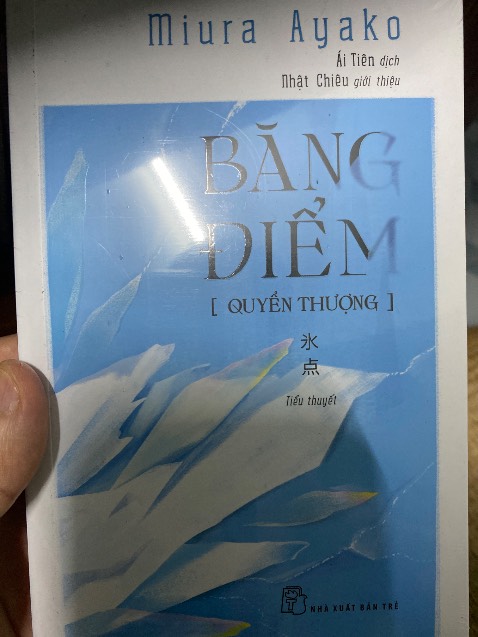 Miura Ayako
Ái Tiên dịch
Nhật Chiêu giới thiệu
BĂNG
ĐIỂM
[ QUYỂN THƯỢNG ]
氷
点
Tiểu thuyết
NHÀ XUẤT BẢN TRẺ